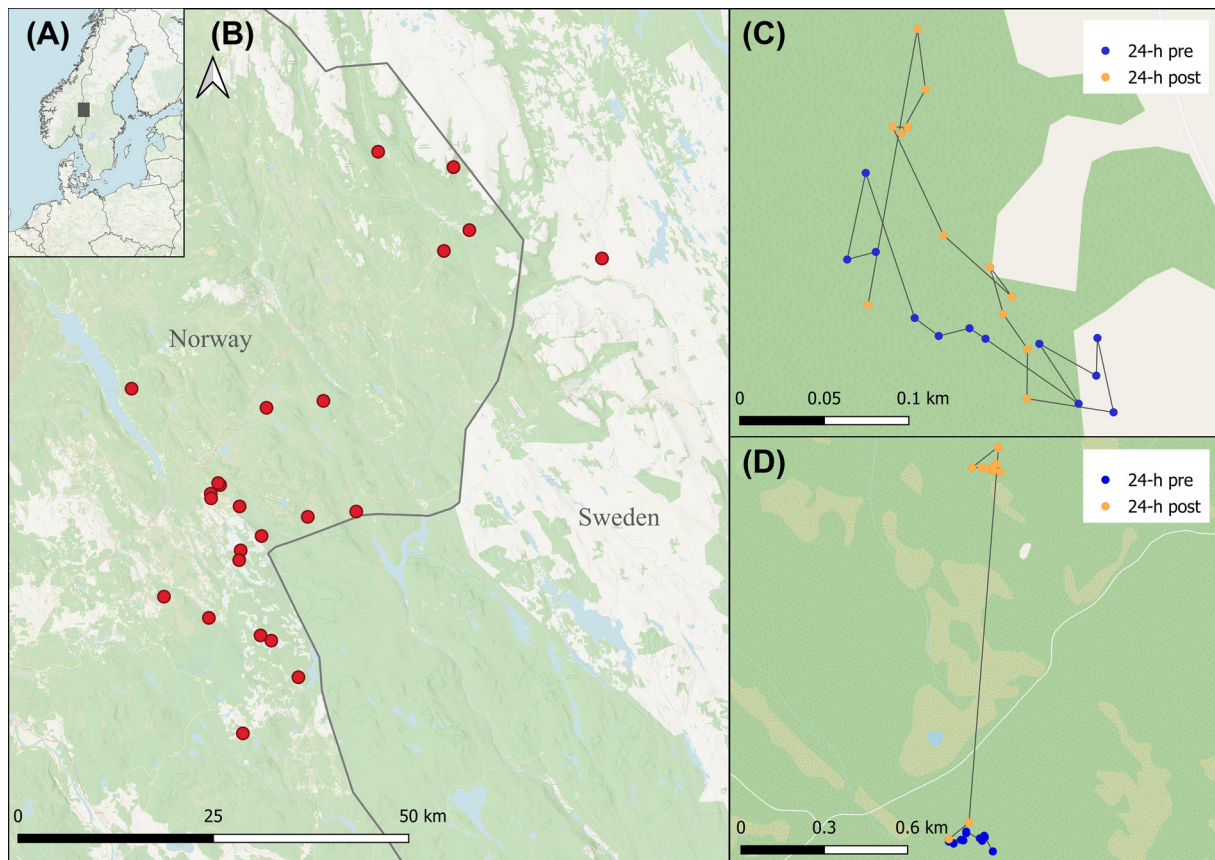 (A)
(B)
Norway
Sweden
0 25 50 km
(C)
24-h pre
24-h post
0 0.05 0.1 km
(D)
24-h pre
24-h post
0 0.3 0.6 km